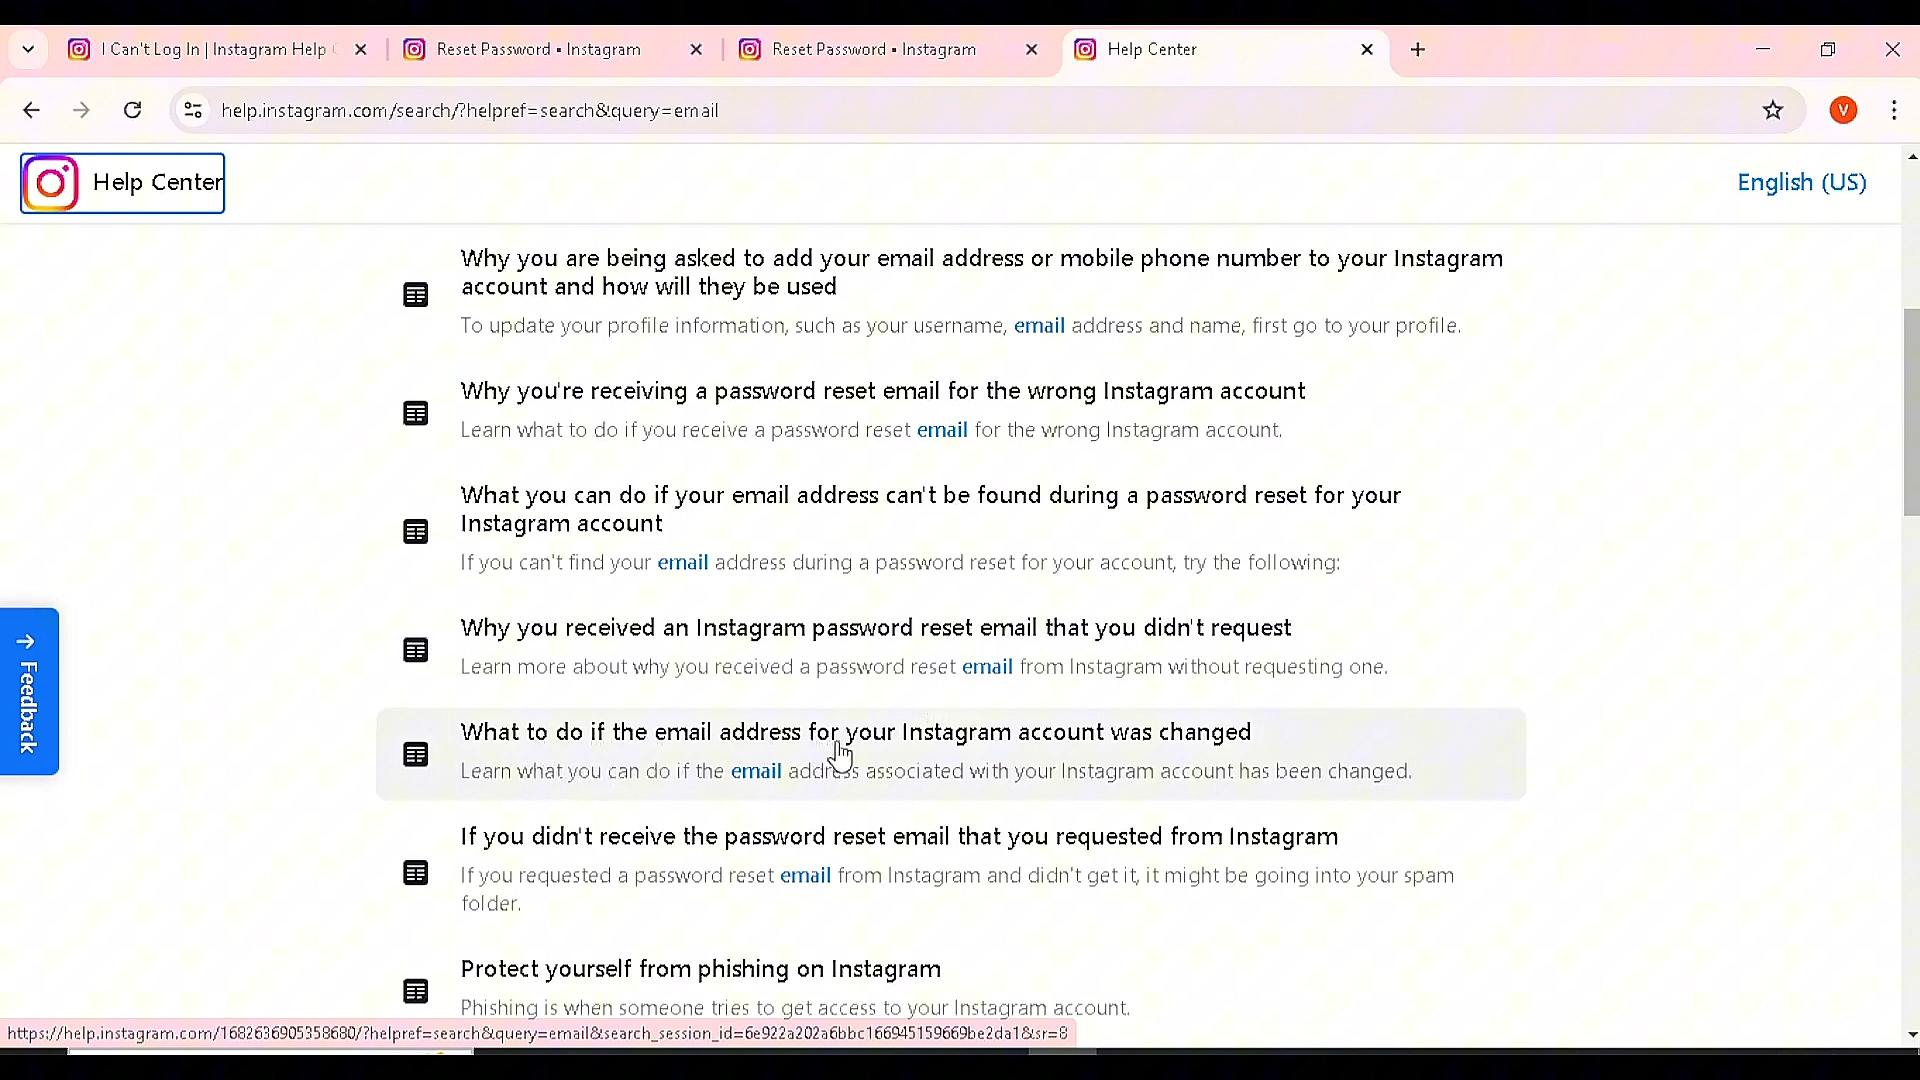 I Can't Log In | Instagram Help C
Reset Password • Instagram
Reset Password • Instagram
Help Center
help.instagram.com/search/?helpref=search&query=email
V
Help Center
English (US)
Why you are being asked to add your email address or mobile phone number to your Instagram
account and how will they be used
To update your profile information, such as your username, email address and name, first go to your profile.
Why you're receiving a password reset email for the wrong Instagram account
Learn what to do if you receive a password reset email for the wrong Instagram account.
What you can do if your email address can't be found during a password reset for your
Instagram account
If you can't find your email address during a password reset for your account, try the following:
Why you received an Instagram password reset email that you didn't request
Learn more about why you received a password reset email from Instagram without requesting one.
Feedback
What to do if the email address for your Instagram account was changed
Learn what you can do if the email address associated with your Instagram account has been changed.
If you didn't receive the password reset email that you requested from Instagram
If you requested a password reset email from Instagram and didn't get it, it might be going into your spam
folder.
Protect yourself from phishing on Instagram
Phishing is when someone tries to get access to your Instagram account.
https://help.instagram.com/1682636905358680/?helpref=search&query=email&search_session_id=6e922a202a6bbc166945159669be2da1&sr=8